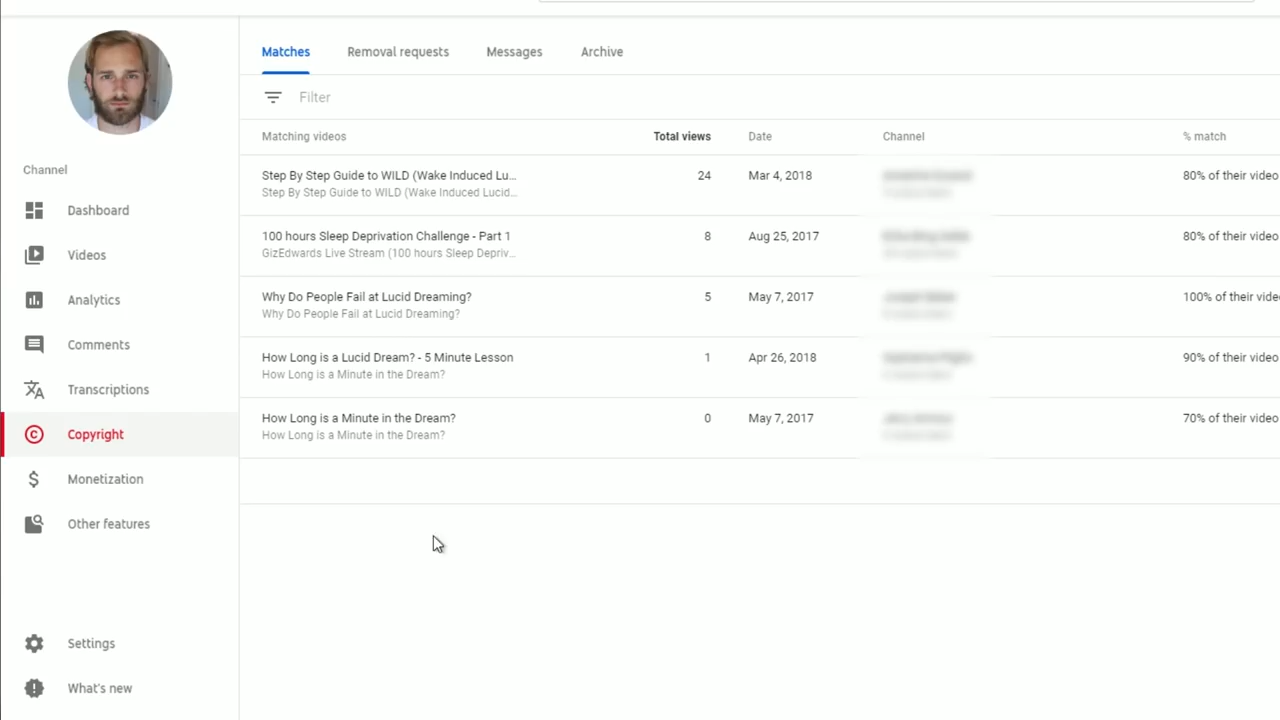 Matches Removal requests Messages Archive
Filter
Matching videos Total views Date Channel % match
Step By Step Guide to WILD (Wake Induced Lu... 24 Mar 4, 2018 80% of their video
Step By Step Guide to WILD (Wake Induced Lucid...
100 hours Sleep Deprivation Challenge - Part 1 8 Aug 25, 2017 80% of their video
GizEdwards Live Stream (100 hours Sleep Depriv...
Why Do People Fail at Lucid Dreaming? 5 May 7, 2017 100% of their vide
Why Do People Fail at Lucid Dreaming?
How Long is a Lucid Dream? - 5 Minute Lesson 1 Apr 26, 2018 90% of their video
How Long is a Minute in the Dream?
How Long is a Minute in the Dream? 0 May 7, 2017 70% of their video
How Long is a Minute in the Dream?
Channel
Dashboard
Videos
Analytics
Comments
Transcriptions
Copyright
Monetization
Other features
Settings
What's new